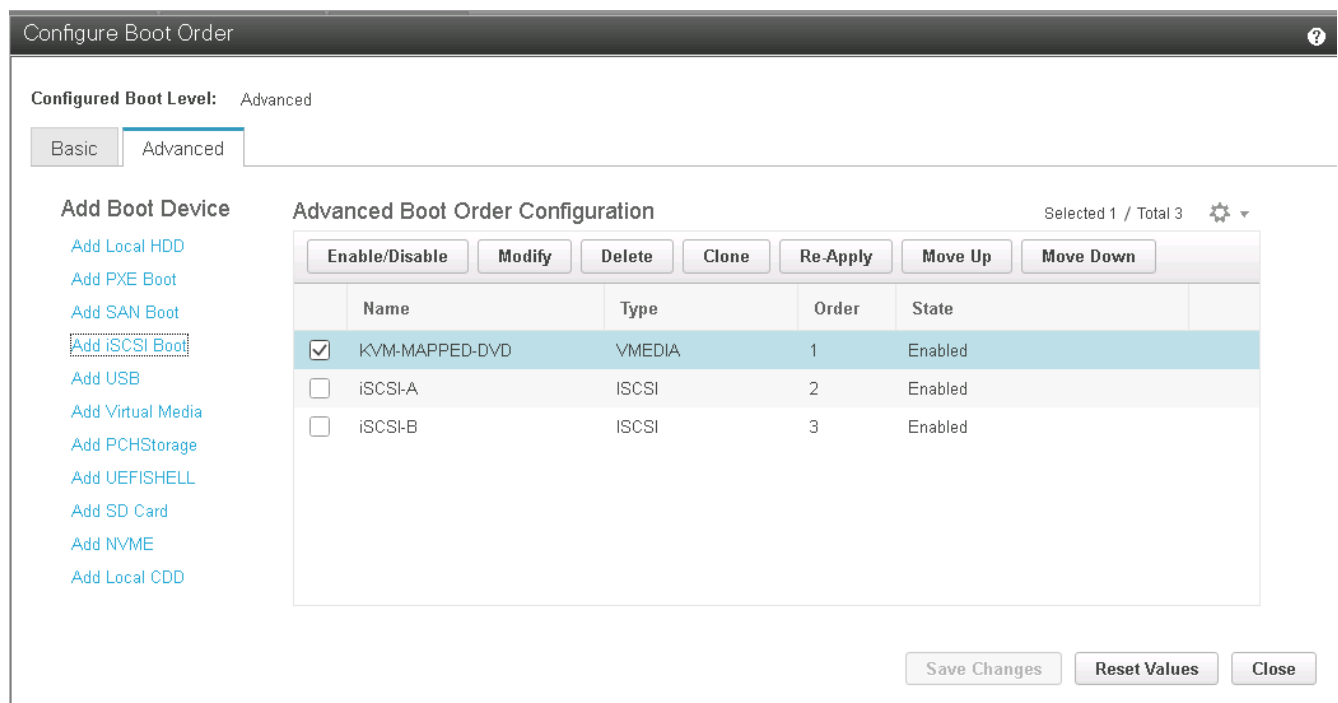 Configure Boot Order
Configured Boot Level: Advanced
Basic Advanced
Add Boot Device
Add Local HDD
Add PXE Boot
Add SAN Boot
Add iSCSI Boot
Add USB
Add Virtual Media
Add PCHStorage
Add UEFISHELL
Add SD Card
Add NVME
Add Local CDD
Advanced Boot Order Configuration Selected 1 / Total 3
Enable/Disable Modify Delete Clone Re-Apply Move Up Move Down
Name Type Order State
KVM-MAPPED-DVD VMEDIA 1 Enabled
iSCSI-A ISCSI 2 Enabled
iSCSI-B ISCSI 3 Enabled
Save Changes Reset Values Close